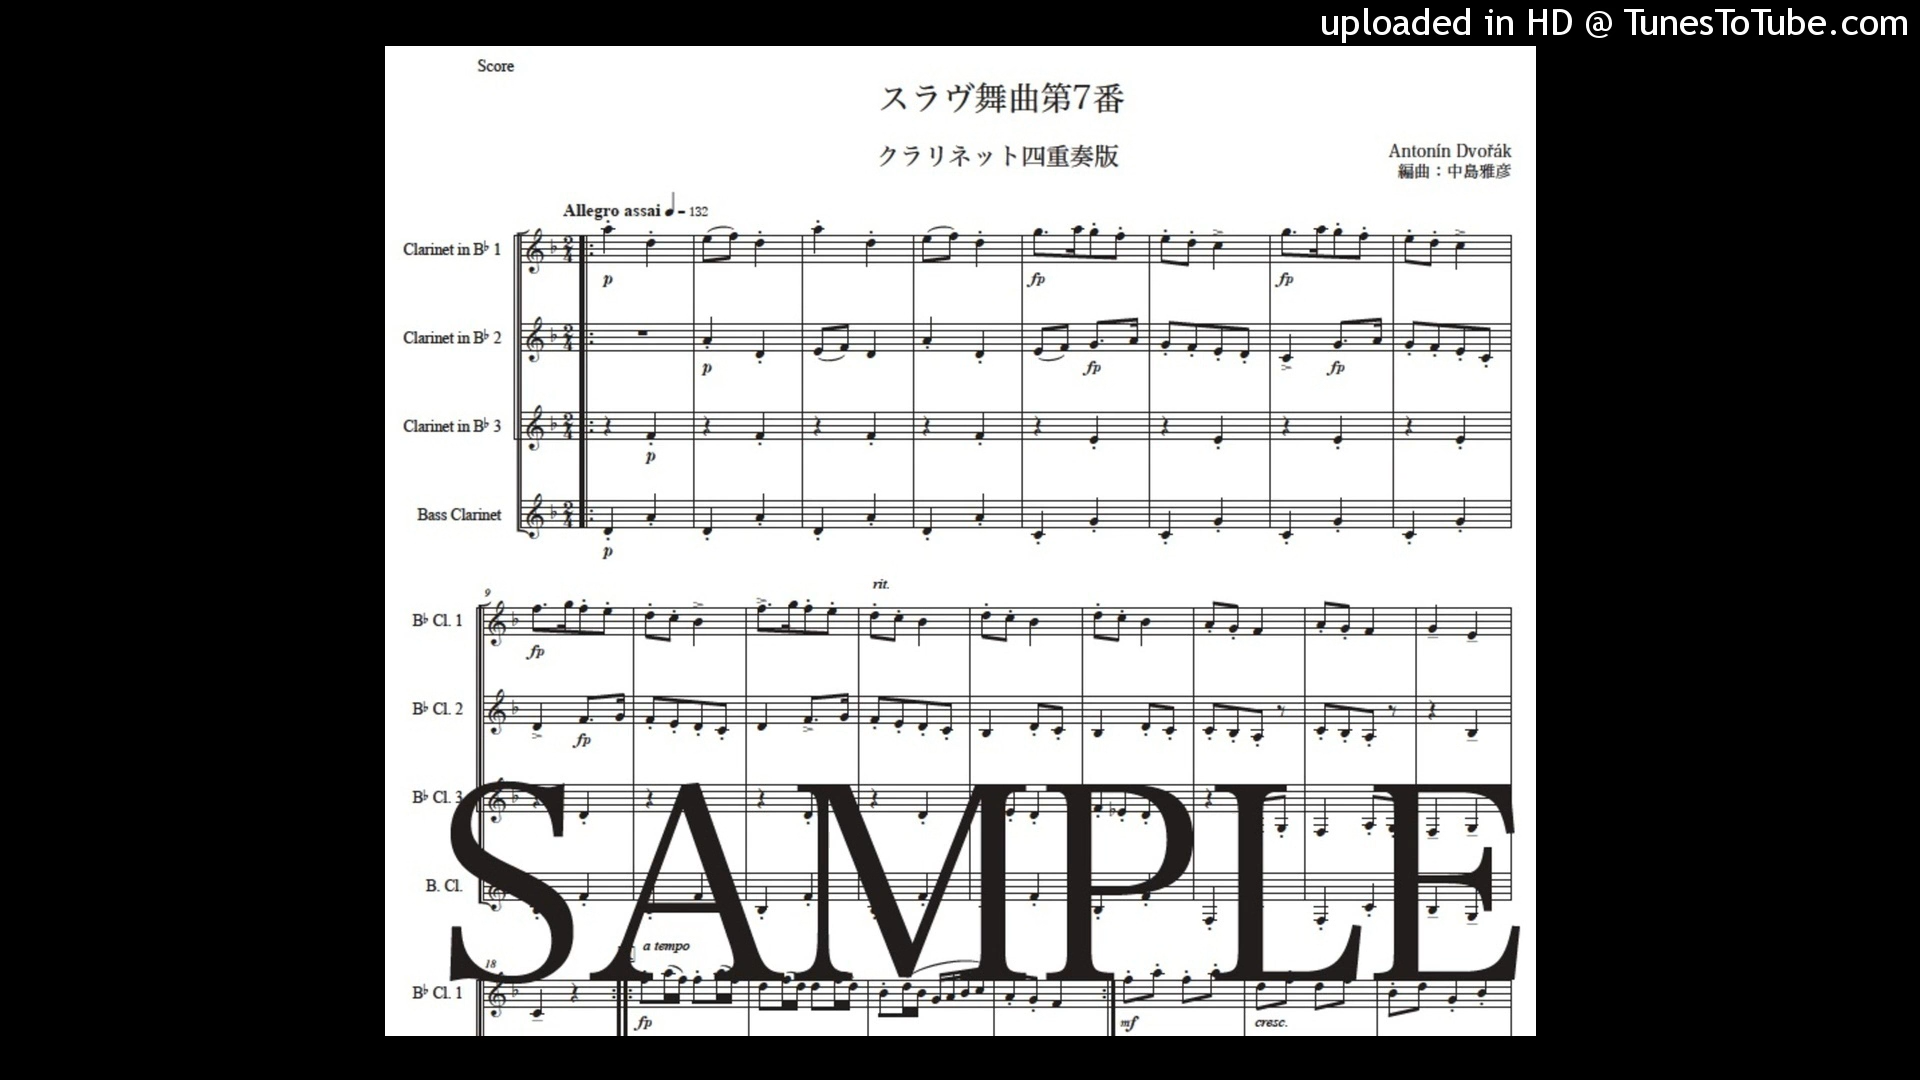 uploaded in HD @ TunesToTube.com
Score
スラヴ舞曲第7番
クラリネット四重奏版
Antonín Dvořák
編曲：中島雅彦
Allegro assai ♩= 132
Clarinet in B♭ 1
p
fp
fp
Clarinet in B♭ 2
p
fp
fp
Clarinet in B♭ 3
p
Bass Clarinet
p
rit.
9
B♭ Cl. 1
fp
B♭ Cl. 2
fp
B♭ Cl. 3
SAMPLE
B. Cl.
a tempo
18
B♭ Cl. 1
fp
mf
cresc.